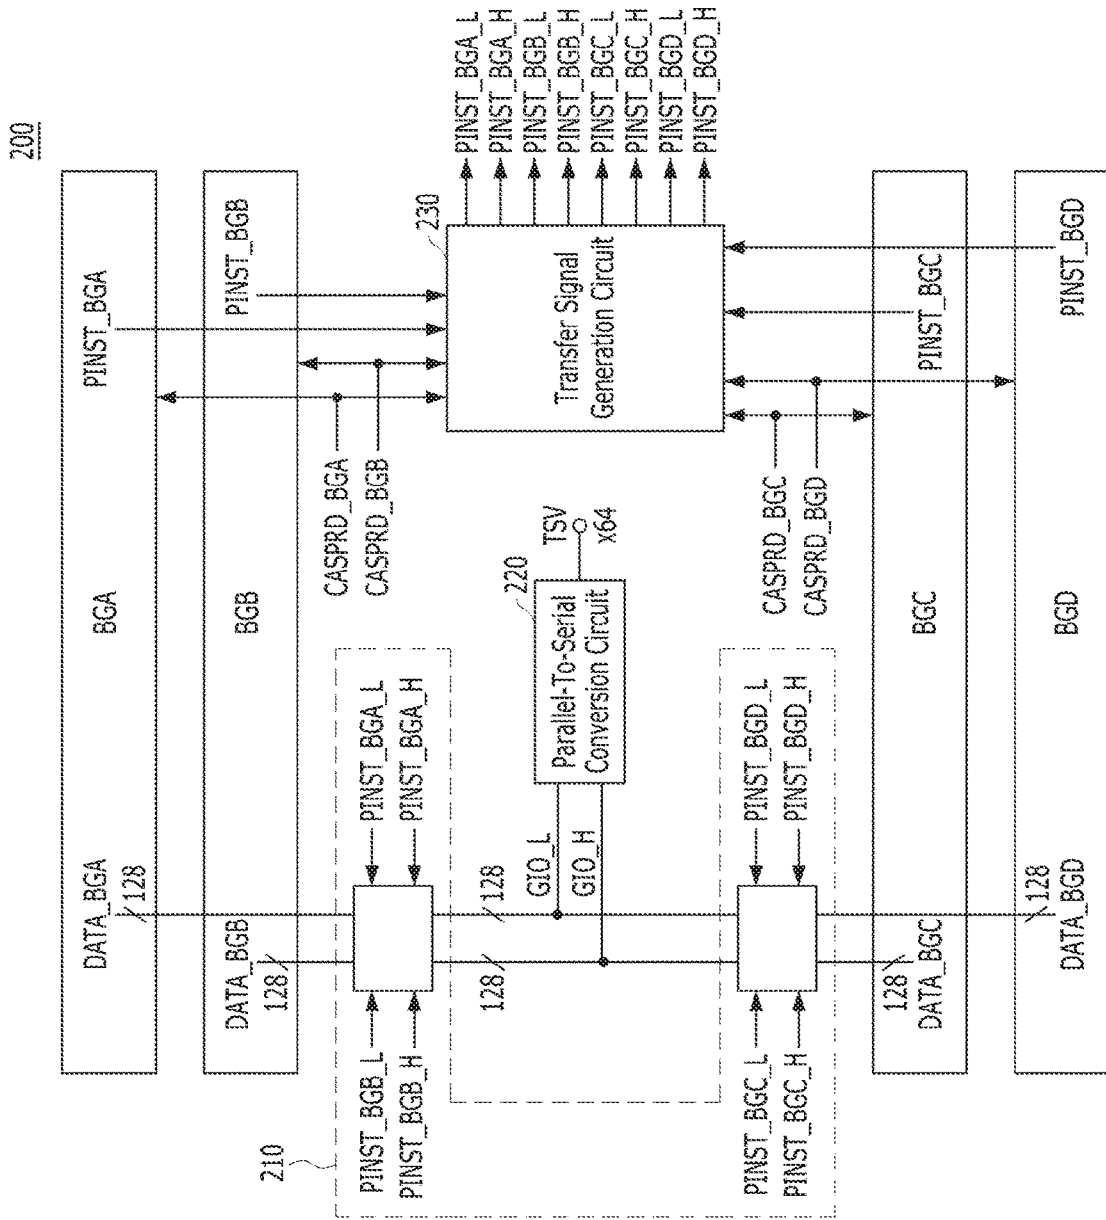 200
BGA
DATA_BGA
128
PINST_BGA
BGB
DATA_BGB
128
PINST_BGB
210
PINST_BGB_L
PINST_BGB_H
PINST_BGA_L
PINST_BGA_H
CASPRD_BGA
CASPRD_BGB
128
128
GIO_L
GIO_H
220
Parallel-To-Serial
Conversion Circuit
TSV
x64
230
Transfer Signal
Generation Circuit
PINST_BGA_L
PINST_BGA_H
PINST_BGB_L
PINST_BGB_H
PINST_BGC_L
PINST_BGC_H
PINST_BGD_L
PINST_BGD_H
PINST_BGC_L
PINST_BGC_H
PINST_BGD_L
PINST_BGD_H
CASPRD_BGC
CASPRD_BGD
BGC
128
DATA_BGC
PINST_BGC
BGD
128
DATA_BGD
PINST_BGD